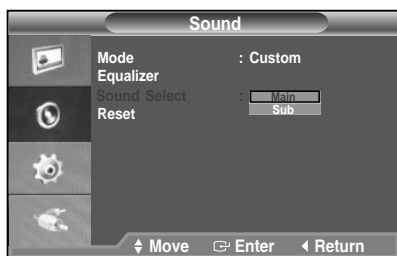 Sound
Mode : Custom
Equalizer
Sound Select : Main
Sub
Reset
Move Enter Return